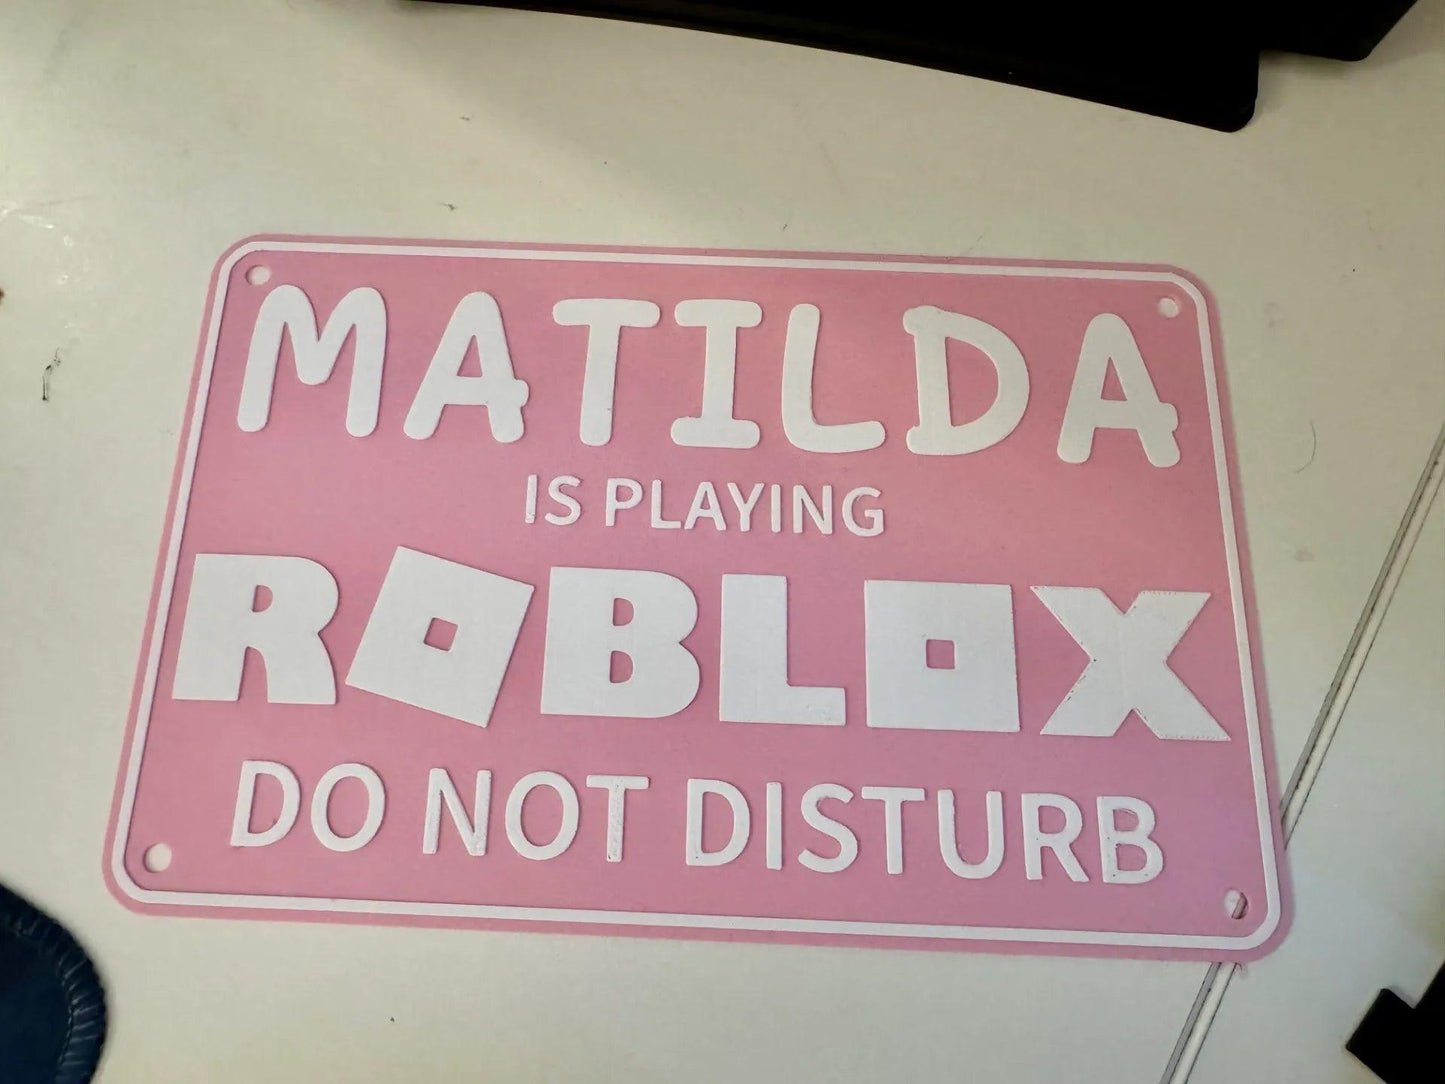 MATILDA
IS PLAYING
ROBLOX
DO NOT DISTURB